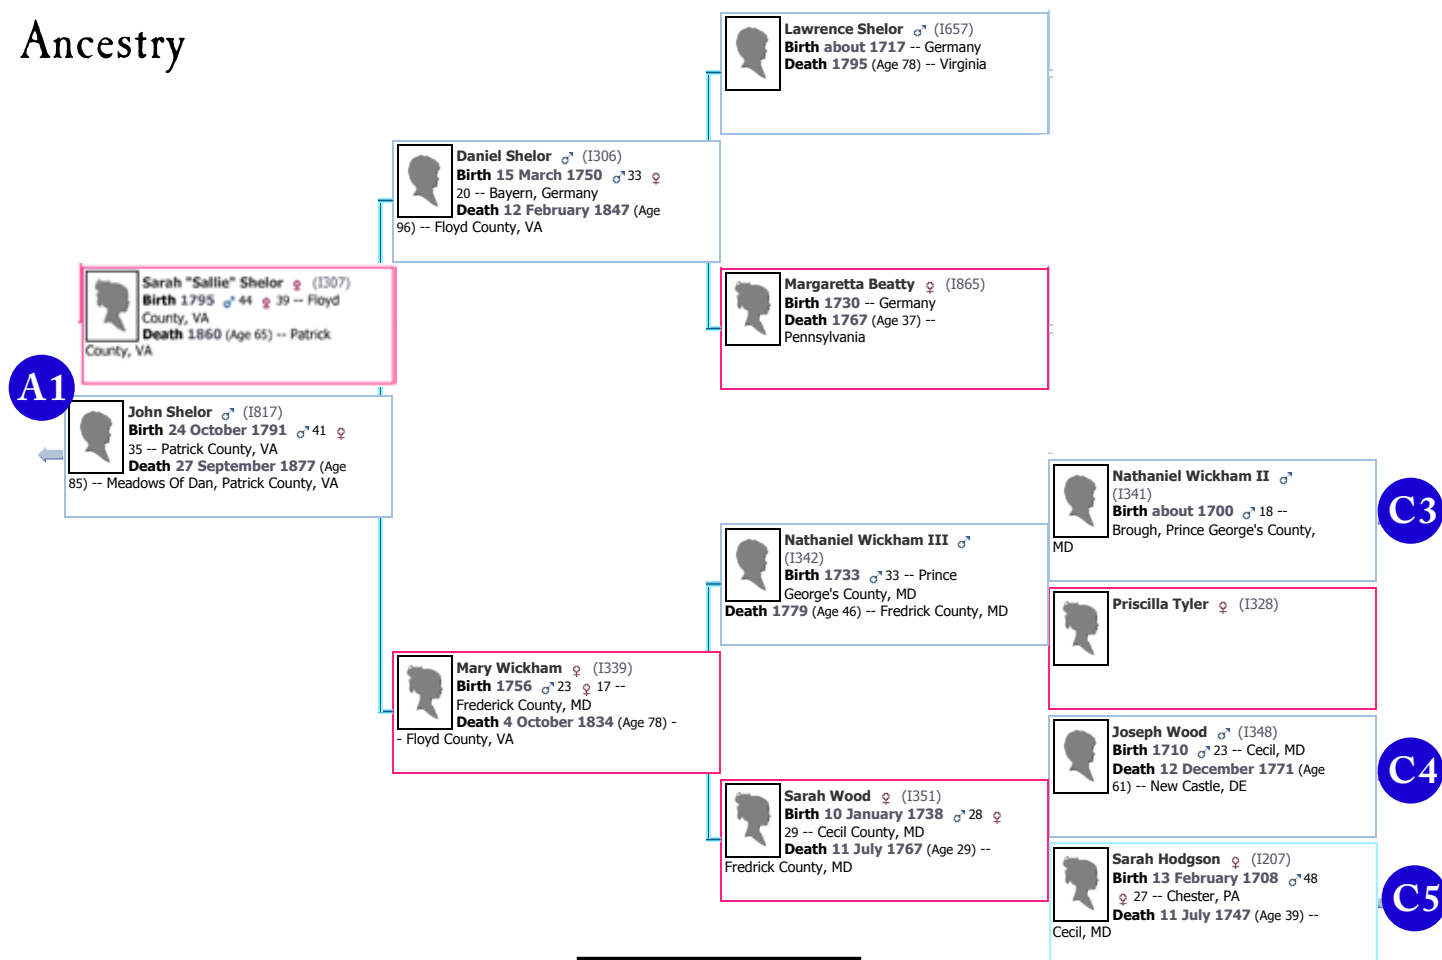 Ancestry
Lawrence Shelor ♂ (I657)
Birth about 1717 -- Germany
Death 1795 (Age 78) -- Virginia
Daniel Shelor ♂ (I306)
Birth 15 March 1750 ♂33 ♀
20 -- Bayern, Germany
Death 12 February 1847 (Age
96) -- Floyd County, VA
Sarah "Sallie" Shelor ♀ (I307)
Birth 1795 ♂44 ♀ 39 -- Floyd
County, VA
Death 1860 (Age 65) -- Patrick
County, VA
Margaretta Beatty ♀ (I865)
Birth 1730 -- Germany
Death 1767 (Age 37) --
Pennsylvania
A1
John Shelor ♂ (I817)
Birth 24 October 1791 ♂41 ♀
35 -- Patrick County, VA
Death 27 September 1877 (Age
85) -- Meadows Of Dan, Patrick County, VA
Nathaniel Wickham II ♂
(I341)
Birth about 1700 ♂18 --
Brough, Prince George's County,
MD
C3
Nathaniel Wickham III ♂
(I342)
Birth 1733 ♂33 -- Prince
George's County, MD
Death 1779 (Age 46) -- Fredrick County, MD
Priscilla Tyler ♀ (I328)
Mary Wickham ♀ (I339)
Birth 1756 ♂23 ♀ 17 --
Frederick County, MD
Death 4 October 1834 (Age 78) -
- Floyd County, VA
Joseph Wood ♂ (I348)
Birth 1710 ♂23 -- Cecil, MD
Death 12 December 1771 (Age
61) -- New Castle, DE
C4
Sarah Wood ♀ (I351)
Birth 10 January 1738 ♂28 ♀
29 -- Cecil County, MD
Death 11 July 1767 (Age 29) --
Fredrick County, MD
Sarah Hodgson ♀ (I207)
Birth 13 February 1708 ♂48
♀ 27 -- Chester, PA
Death 11 July 1747 (Age 39) --
Cecil, MD
C5